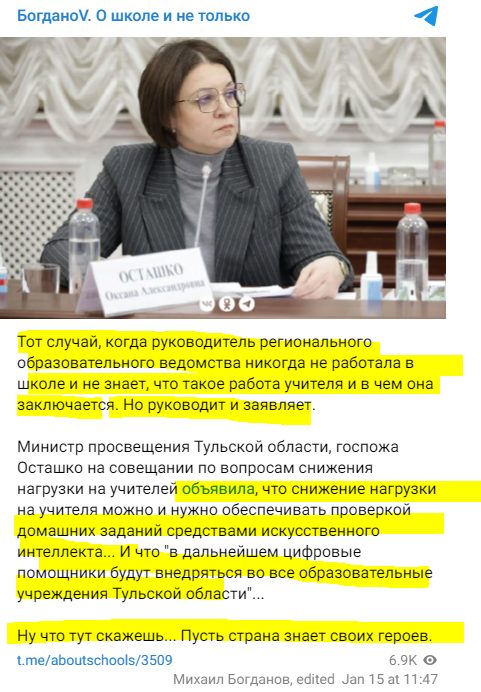 БогданоV. О школе и не только
ОСТАШКО
Оксана Александровна
Тот случай, когда руководитель регионального
образовательного ведомства никогда не работала в
школе и не знает, что такое работа учителя и в чем она
заключается. Но руководит и заявляет.
Министр просвещения Тульской области, госпожа
Осташко на совещании по вопросам снижения
нагрузки на учителей объявила, что снижение нагрузки
на учителя можно и нужно обеспечивать проверкой
домашних заданий средствами искусственного
интеллекта... И что "в дальнейшем цифровые
помощники будут внедряться во все образовательные
учреждения Тульской области"...
Ну что тут скажешь... Пусть страна знает своих героев.
t.me/aboutschools/3509 6.9K
Михаил Богданов, edited Jan 15 at 11:47